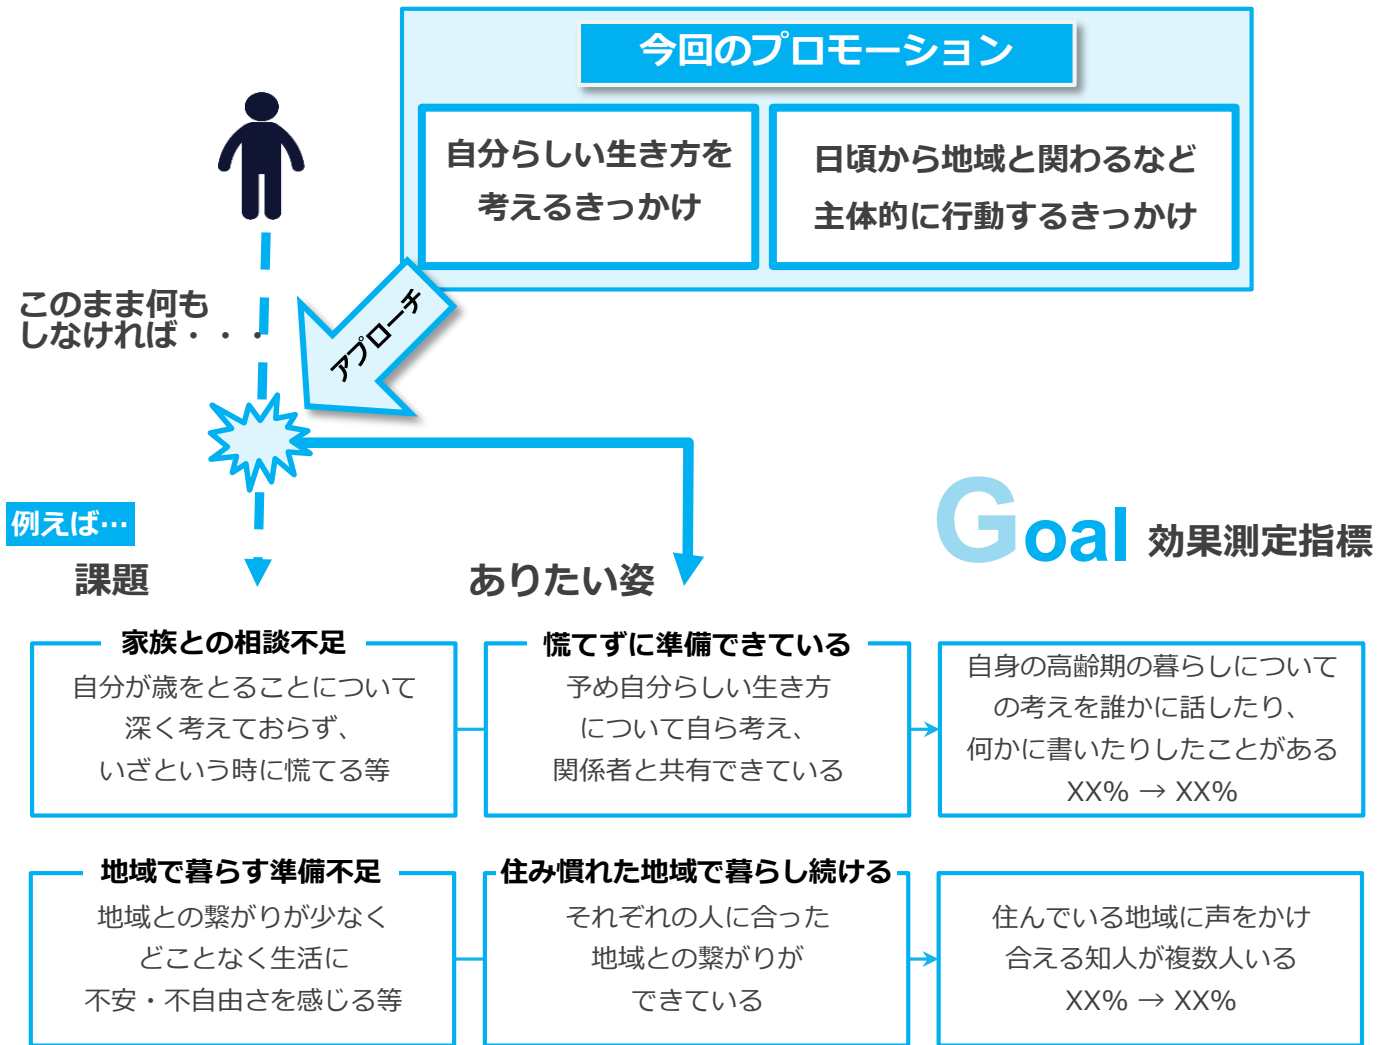 今回のプロモーション
自分らしい生き方を
考えるきっかけ
日頃から地域と関わるなど
主体的に行動するきっかけ
アプローチ
このまま何も
しなければ・・・
例えば…
課題
ありたい姿
Goal 効果測定指標
家族との相談不足
自分が歳をとることについて
深く考えておらず、
いざという時に慌てる等
慌てずに準備できている
予め自分らしい生き方
について自ら考え、
関係者と共有できている
自身の高齢期の暮らしについて
の考えを誰かに話したり、
何かに書いたりしたことがある
XX% → XX%
地域で暮らす準備不足
地域との繋がりが少なく
どことなく生活に
不安・不自由さを感じる等
住み慣れた地域で暮らし続ける
それぞれの人に合った
地域との繋がりが
できている
住んでいる地域に声をかけ
合える知人が複数人いる
XX% → XX%